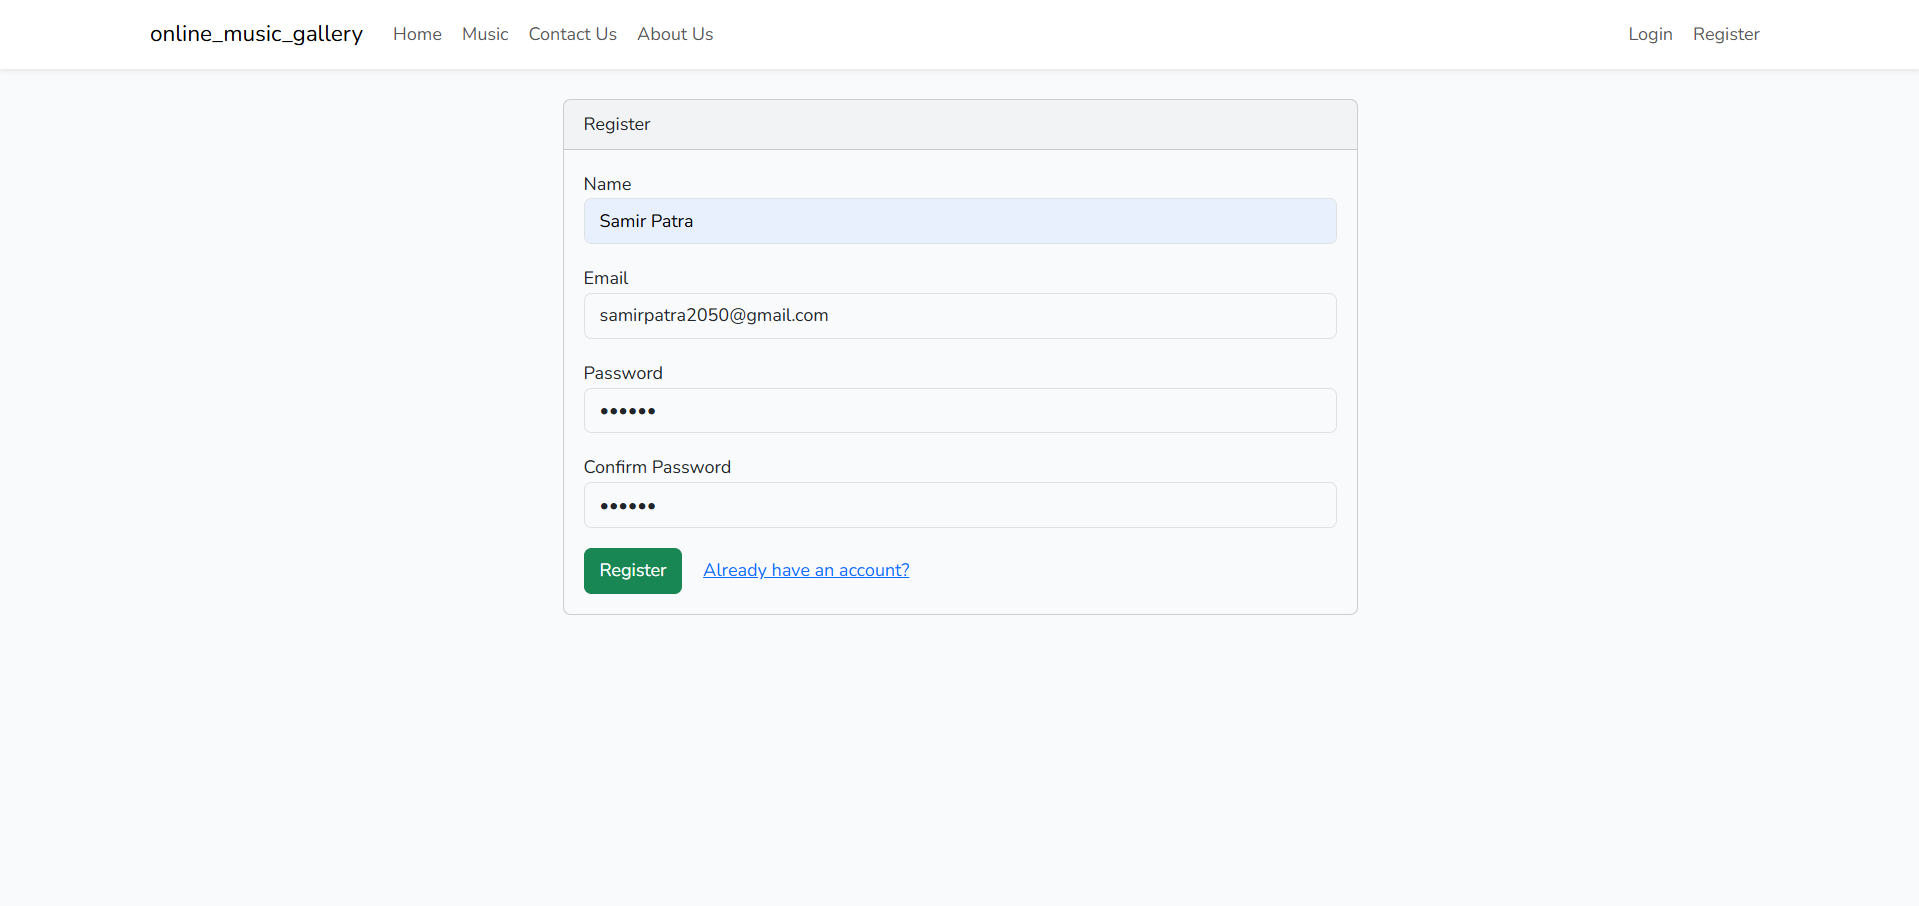 online_music_gallery Home Music Contact Us About Us Login Register
Register
Name
Samir Patra
Email
samirpatra2050@gmail.com
Password
••••••
Confirm Password
••••••
Register Already have an account?